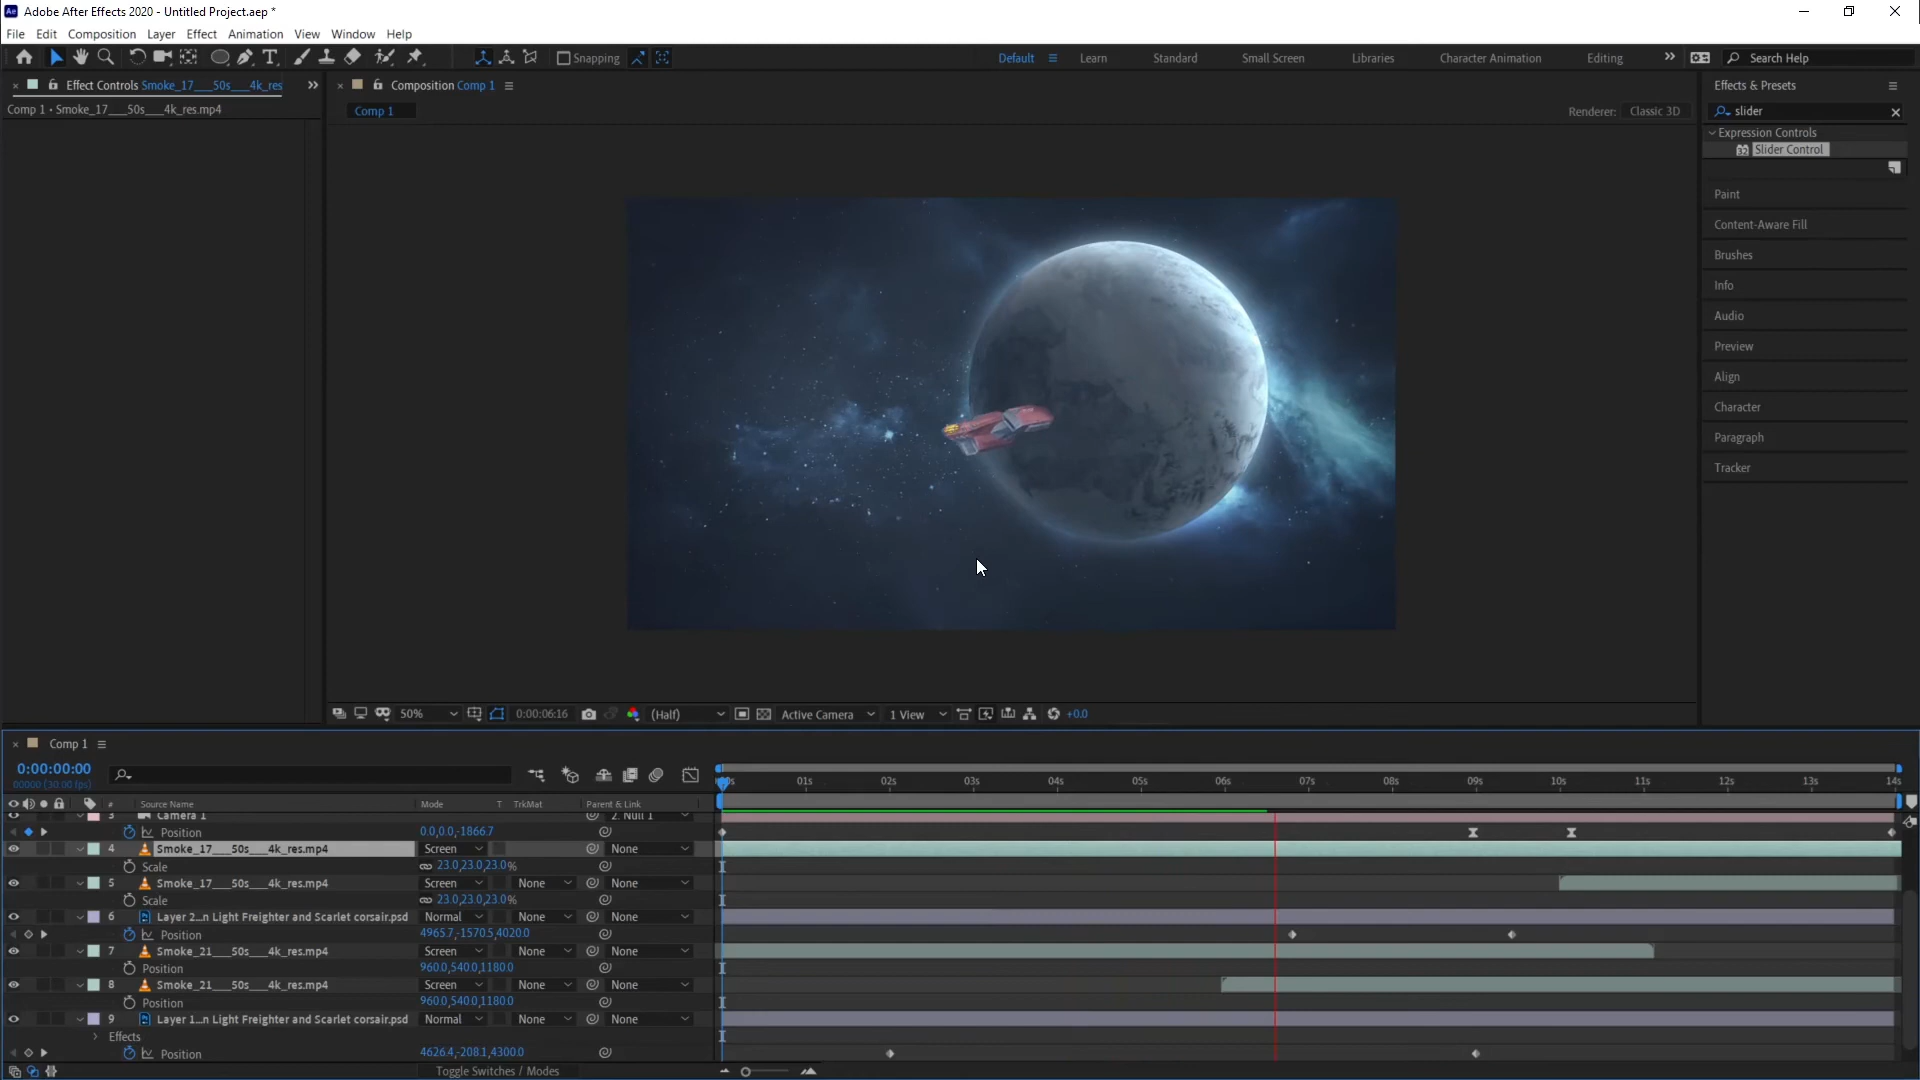 Adobe After Effects 2020 - Untitled Project.aep *
File Edit Composition Layer Effect Animation View Window Help
Snapping
Default Learn Standard Small Screen Libraries Character Animation Editing Search Help
Effect Controls Smoke_17___50s___4k_res
Comp 1 • Smoke_17___50s___4k_res.mp4
Composition Comp 1
Comp 1
Renderer: Classic 3D
Effects & Presets
slider
Expression Controls
32 Slider Control
Paint
Content-Aware Fill
Brushes
Info
Audio
Preview
Align
Character
Paragraph
Tracker
50% 0:00:06:16 (Half) Active Camera 1 View +0.0
Comp 1
0:00:00:00
00000 (30.00 fps)
01s 02s 03s 04s 05s 06s 07s 08s 09s 10s 11s 12s 13s 14s
# Source Name Mode T TrkMat Parent & Link
3 Camera 1 2. Null 1
Position 0.0,0.0,-1866.7
4 Smoke_17___50s___4k_res.mp4 Screen None
Scale 23.0,23.0,23.0%
5 Smoke_17___50s___4k_res.mp4 Screen None None
Scale 23.0,23.0,23.0%
6 Layer 2...n Light Freighter and Scarlet corsair.psd Normal None None
Position 4965.7,-1570.5,4020.0
7 Smoke_21___50s___4k_res.mp4 Screen None None
Position 960.0,540.0,1180.0
8 Smoke_21___50s___4k_res.mp4 Screen None None
Position 960.0,540.0,1180.0
9 Layer 1...n Light Freighter and Scarlet corsair.psd Normal None None
Effects
Position 4626.4,-208.1,4300.0
Toggle Switches / Modes